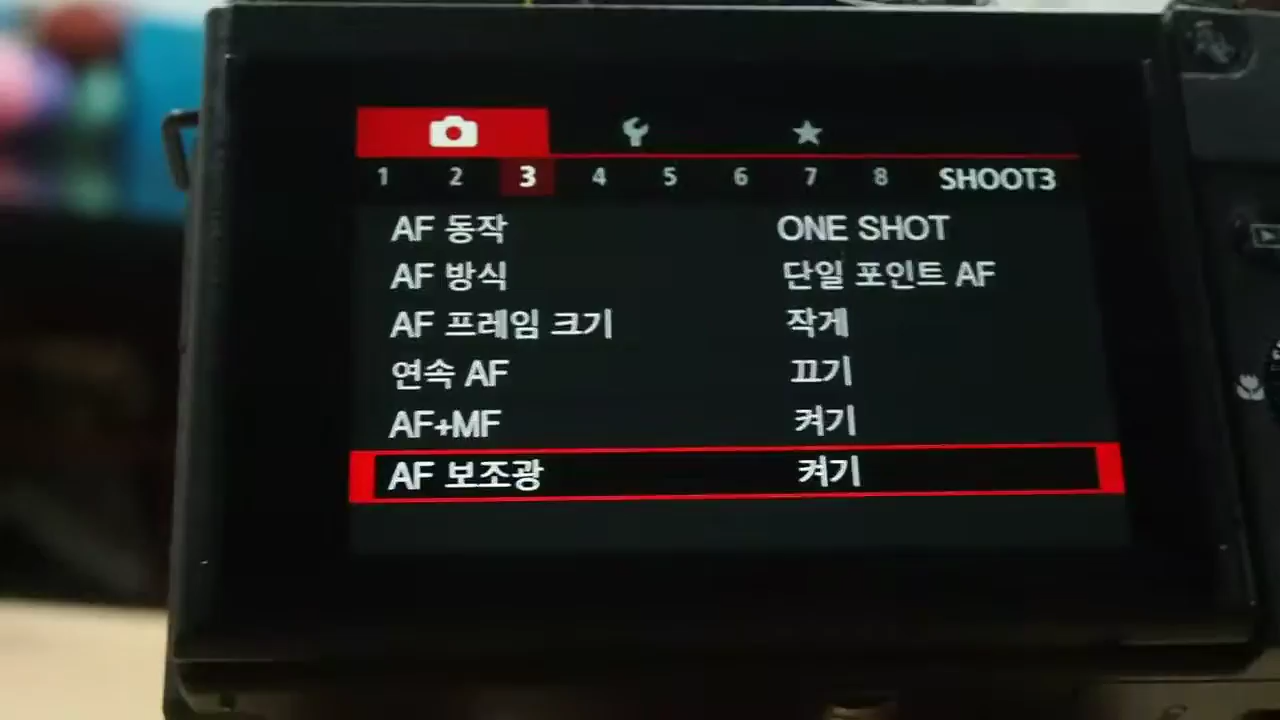 1 2 3 4 5 6 7 8 SHOOT3
AF 동작 ONE SHOT
AF 방식 단일 포인트 AF
AF 프레임 크기 작게
연속 AF 끄기
AF+MF 켜기
AF 보조광 켜기